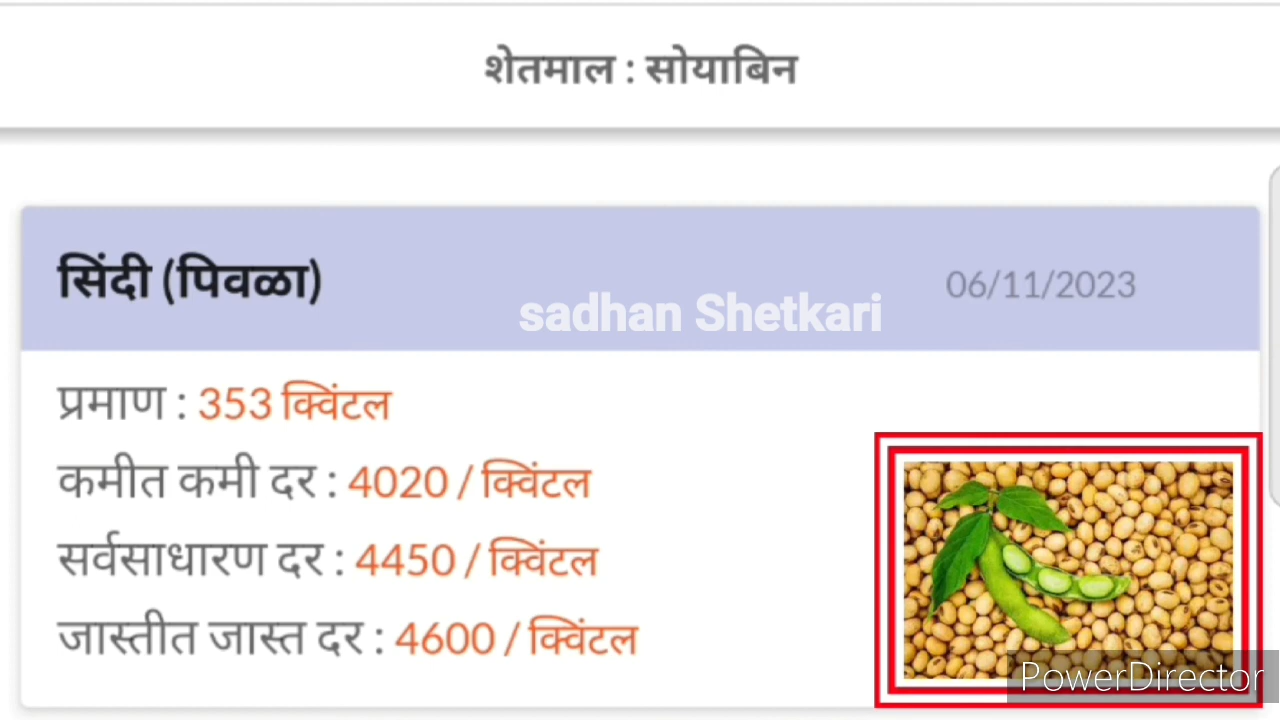 शेतमाल : सोयाबिन
सिंदी (पिवळा)
06/11/2023
sadhan Shetkari
प्रमाण : 353 क्विंटल
कमीत कमी दर : 4020 / क्विंटल
सर्वसाधारण दर : 4450 / क्विंटल
जास्तीत जास्त दर : 4600 / क्विंटल
PowerDirector